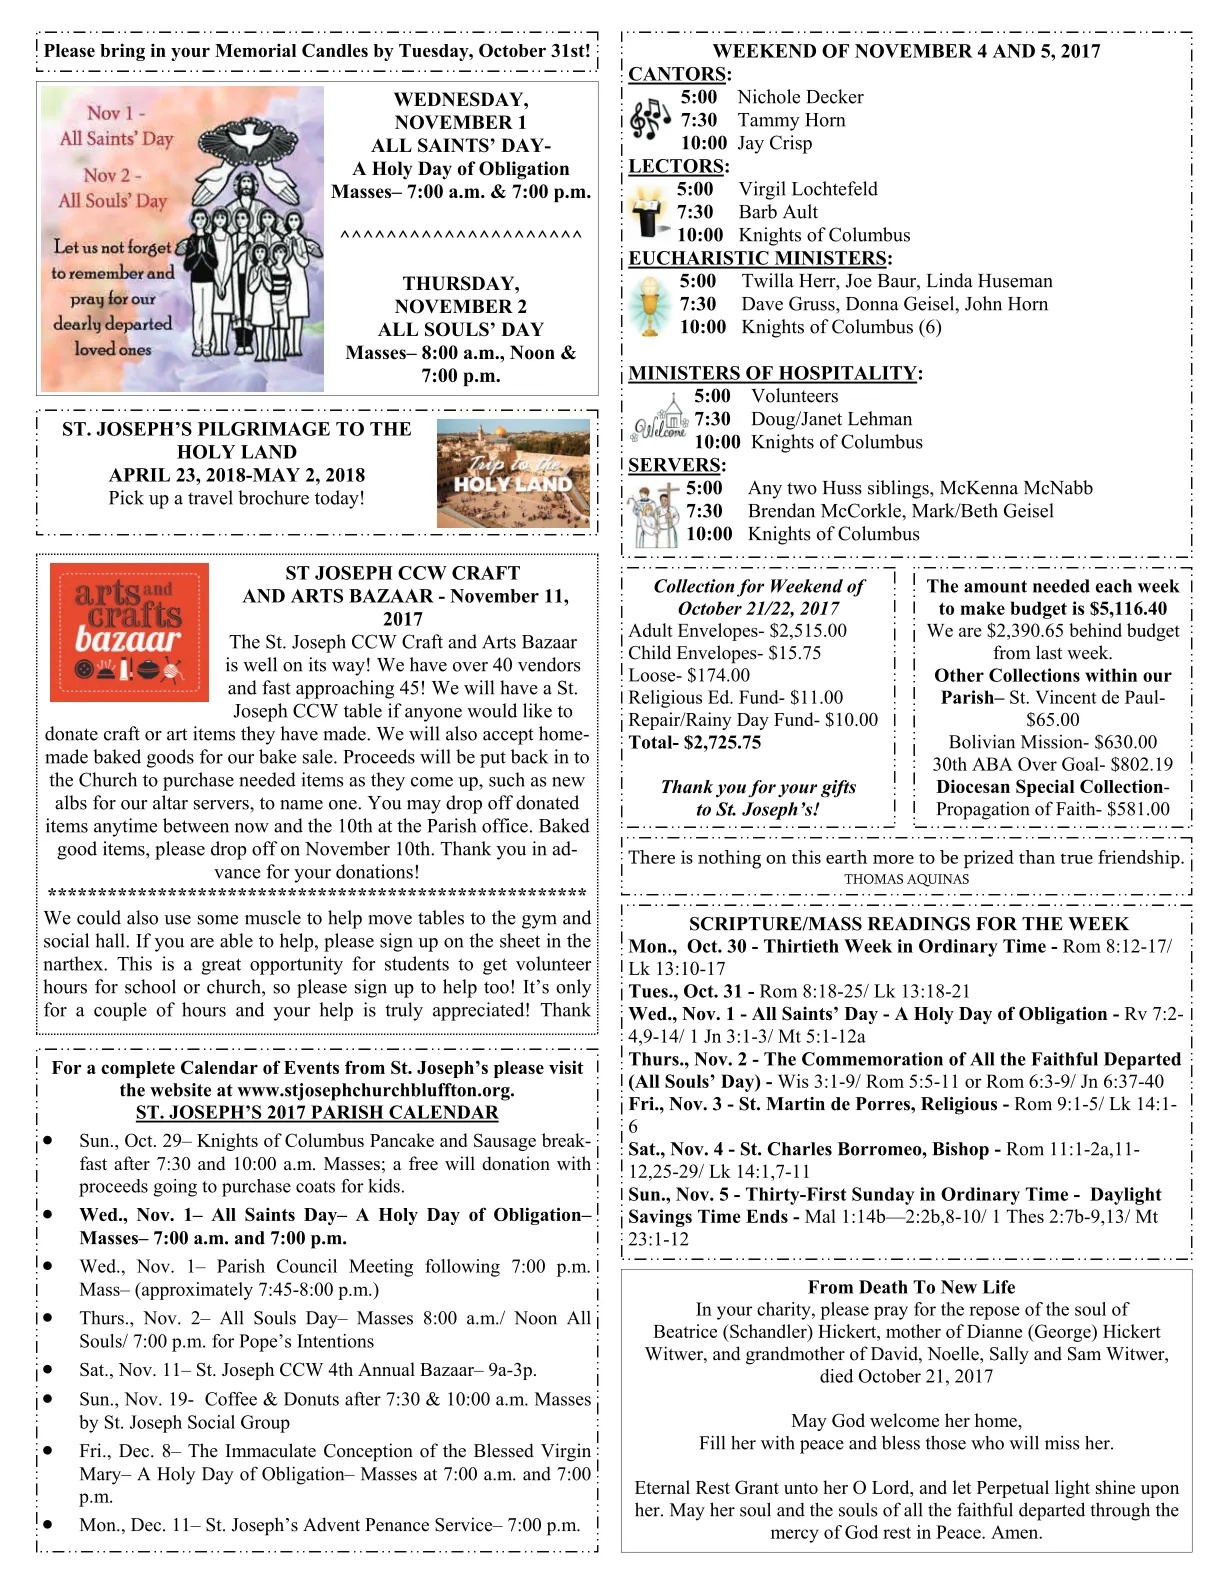 Please bring in your Memorial Candles by Tuesday, October 31st!
Nov 1 -
All Saints' Day
Nov 2 -
All Souls' Day
Let us not forget
to remember and
pray for our
dearly departed
loved ones
WEDNESDAY,
NOVEMBER 1
ALL SAINTS' DAY-
A Holy Day of Obligation
Masses– 7:00 a.m. & 7:00 p.m.
^^^^^^^^^^^^^^^^^^^^^
THURSDAY,
NOVEMBER 2
ALL SOULS' DAY
Masses– 8:00 a.m., Noon &
7:00 p.m.
ST. JOSEPH'S PILGRIMAGE TO THE
HOLY LAND
APRIL 23, 2018-MAY 2, 2018
Pick up a travel brochure today!
Trip to the
HOLY LAND
arts and
crafts
bazaar
ST JOSEPH CCW CRAFT
AND ARTS BAZAAR - November 11,
2017
The St. Joseph CCW Craft and Arts Bazaar
is well on its way! We have over 40 vendors
and fast approaching 45! We will have a St.
Joseph CCW table if anyone would like to
donate craft or art items they have made. We will also accept home-
made baked goods for our bake sale. Proceeds will be put back in to
the Church to purchase needed items as they come up, such as new
albs for our altar servers, to name one. You may drop off donated
items anytime between now and the 10th at the Parish office. Baked
good items, please drop off on November 10th. Thank you in ad-
vance for your donations!
******************************************************
We could also use some muscle to help move tables to the gym and
social hall. If you are able to help, please sign up on the sheet in the
narthex. This is a great opportunity for students to get volunteer
hours for school or church, so please sign up to help too! It's only
for a couple of hours and your help is truly appreciated! Thank
For a complete Calendar of Events from St. Joseph's please visit
the website at www.stjosephchurchbluffton.org.
ST. JOSEPH'S 2017 PARISH CALENDAR
• Sun., Oct. 29– Knights of Columbus Pancake and Sausage break-
fast after 7:30 and 10:00 a.m. Masses; a free will donation with
proceeds going to purchase coats for kids.
• Wed., Nov. 1– All Saints Day– A Holy Day of Obligation–
Masses– 7:00 a.m. and 7:00 p.m.
• Wed., Nov. 1– Parish Council Meeting following 7:00 p.m.
Mass– (approximately 7:45-8:00 p.m.)
• Thurs., Nov. 2– All Souls Day– Masses 8:00 a.m./ Noon All
Souls/ 7:00 p.m. for Pope's Intentions
• Sat., Nov. 11– St. Joseph CCW 4th Annual Bazaar– 9a-3p.
• Sun., Nov. 19- Coffee & Donuts after 7:30 & 10:00 a.m. Masses
by St. Joseph Social Group
• Fri., Dec. 8– The Immaculate Conception of the Blessed Virgin
Mary– A Holy Day of Obligation– Masses at 7:00 a.m. and 7:00
p.m.
• Mon., Dec. 11– St. Joseph's Advent Penance Service– 7:00 p.m.
WEEKEND OF NOVEMBER 4 AND 5, 2017
CANTORS:
5:00 Nichole Decker
7:30 Tammy Horn
10:00 Jay Crisp
LECTORS:
5:00 Virgil Lochtefeld
7:30 Barb Ault
10:00 Knights of Columbus
EUCHARISTIC MINISTERS:
5:00 Twilla Herr, Joe Baur, Linda Huseman
7:30 Dave Gruss, Donna Geisel, John Horn
10:00 Knights of Columbus (6)
MINISTERS OF HOSPITALITY:
Welcome
5:00 Volunteers
7:30 Doug/Janet Lehman
10:00 Knights of Columbus
SERVERS:
5:00 Any two Huss siblings, McKenna McNabb
7:30 Brendan McCorkle, Mark/Beth Geisel
10:00 Knights of Columbus
Collection for Weekend of
October 21/22, 2017
Adult Envelopes- $2,515.00
Child Envelopes- $15.75
Loose- $174.00
Religious Ed. Fund- $11.00
Repair/Rainy Day Fund- $10.00
Total- $2,725.75
Thank you for your gifts
to St. Joseph's!
The amount needed each week
to make budget is $5,116.40
We are $2,390.65 behind budget
from last week.
Other Collections within our
Parish– St. Vincent de Paul-
$65.00
Bolivian Mission- $630.00
30th ABA Over Goal- $802.19
Diocesan Special Collection-
Propagation of Faith- $581.00
There is nothing on this earth more to be prized than true friendship.
THOMAS AQUINAS
SCRIPTURE/MASS READINGS FOR THE WEEK
Mon., Oct. 30 - Thirtieth Week in Ordinary Time - Rom 8:12-17/
Lk 13:10-17
Tues., Oct. 31 - Rom 8:18-25/ Lk 13:18-21
Wed., Nov. 1 - All Saints' Day - A Holy Day of Obligation - Rv 7:2-
4,9-14/ 1 Jn 3:1-3/ Mt 5:1-12a
Thurs., Nov. 2 - The Commemoration of All the Faithful Departed
(All Souls' Day) - Wis 3:1-9/ Rom 5:5-11 or Rom 6:3-9/ Jn 6:37-40
Fri., Nov. 3 - St. Martin de Porres, Religious - Rom 9:1-5/ Lk 14:1-
6
Sat., Nov. 4 - St. Charles Borromeo, Bishop - Rom 11:1-2a,11-
12,25-29/ Lk 14:1,7-11
Sun., Nov. 5 - Thirty-First Sunday in Ordinary Time - Daylight
Savings Time Ends - Mal 1:14b—2:2b,8-10/ 1 Thes 2:7b-9,13/ Mt
23:1-12
From Death To New Life
In your charity, please pray for the repose of the soul of
Beatrice (Schandler) Hickert, mother of Dianne (George) Hickert
Witwer, and grandmother of David, Noelle, Sally and Sam Witwer,
died October 21, 2017
May God welcome her home,
Fill her with peace and bless those who will miss her.
Eternal Rest Grant unto her O Lord, and let Perpetual light shine upon
her. May her soul and the souls of all the faithful departed through the
mercy of God rest in Peace. Amen.